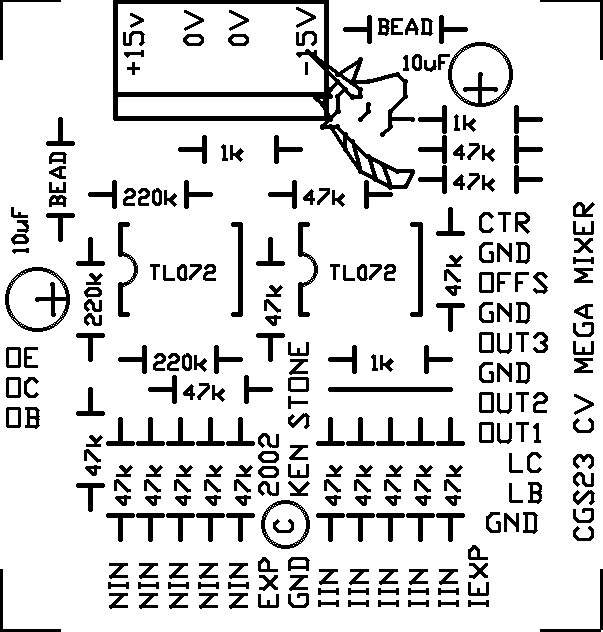 +15v 0V 0V -15v
BEAD
10uF
1k
47k
47k
1k
BEAD
220k
47k
10uF
TL072
TL072
220k
47k
47k
CTR
GND
OFFS
GND
OUT3
GND
OUT2
OUT1
LC
LB
GND
CGS23 CV MEGA MIXER
220k
1k
47k
OE
OC
OB
47k
47k 47k 47k 47k 47k
2002
KEN STONE
47k 47k 47k 47k 47k
C
NIN NIN NIN NIN NIN EXP GND IIN IIN IIN IIN IIN IEXP